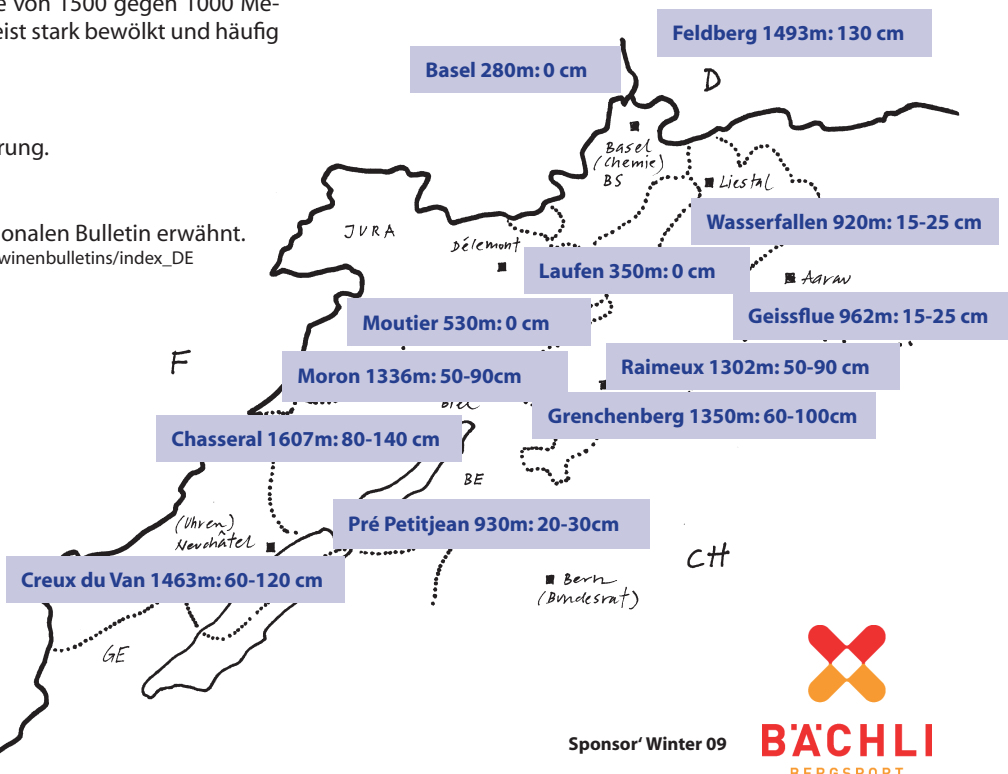 e von 1500 gegen 1000 Me-
eist stark bewölkt und häufig
rung.
onalen Bulletin erwähnt.
winenbulletins/index_DE
Feldberg 1493m: 130 cm
Basel 280m: 0 cm
D
Basel
(Chemie)
BS
Liestal
Wasserfallen 920m: 15-25 cm
JURA
Délemont
Laufen 350m: 0 cm
Aarau
Geissflue 962m: 15-25 cm
Moutier 530m: 0 cm
F
Raimeux 1302m: 50-90 cm
Moron 1336m: 50-90cm
Biel
Grenchenberg 1350m: 60-100cm
Chasseral 1607m: 80-140 cm
BE
Pré Petitjean 930m: 20-30cm
(Uhren)
Neuchâtel
CH
Creux du Van 1463m: 60-120 cm
Bern
(Bundesrat)
GE
Sponsor' Winter 09
BÄCHLI
BERGSPORT